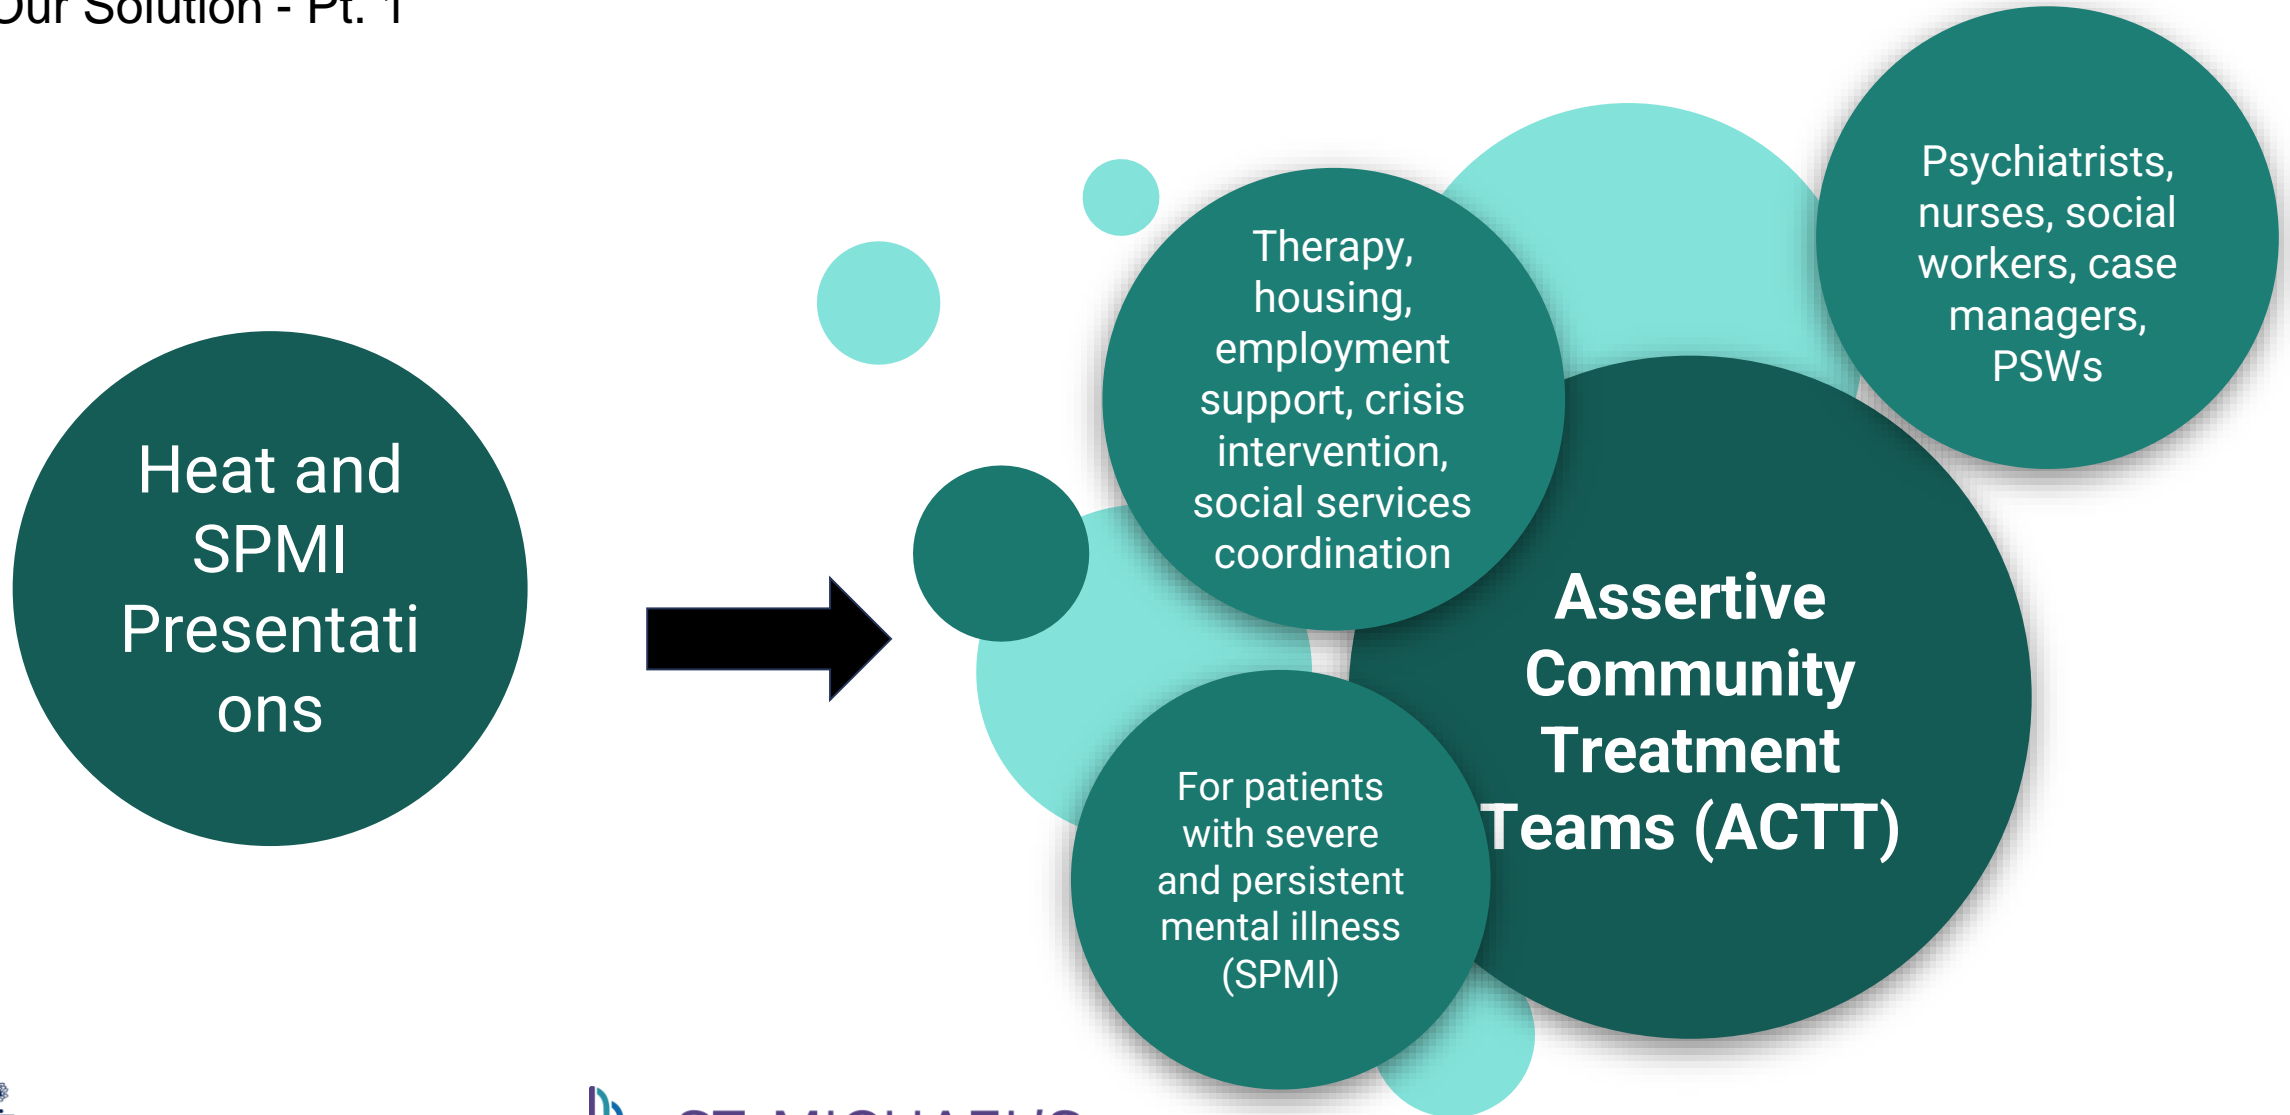 Our Solution - Pt. 1
Heat and
SPMI
Presentati
ons
Therapy,
housing,
employment
support, crisis
intervention,
social services
coordination
Psychiatrists,
nurses, social
workers, case
managers,
PSWs
Assertive
Community
Treatment
Teams (ACTT)
For patients
with severe
and persistent
mental illness
(SPMI)
ST. MICHAEL'S